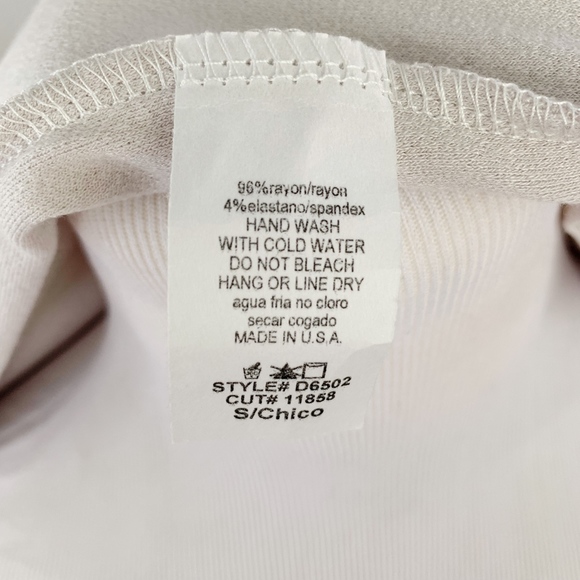 96%rayon/rayon
4%elastano/spandex
HAND WASH
WITH COLD WATER
DO NOT BLEACH
HANG OR LINE DRY
agua fria no cloro
secar cogado
MADE IN U.S.A.
STYLE# D6502
CUT# 11858
S/Chico